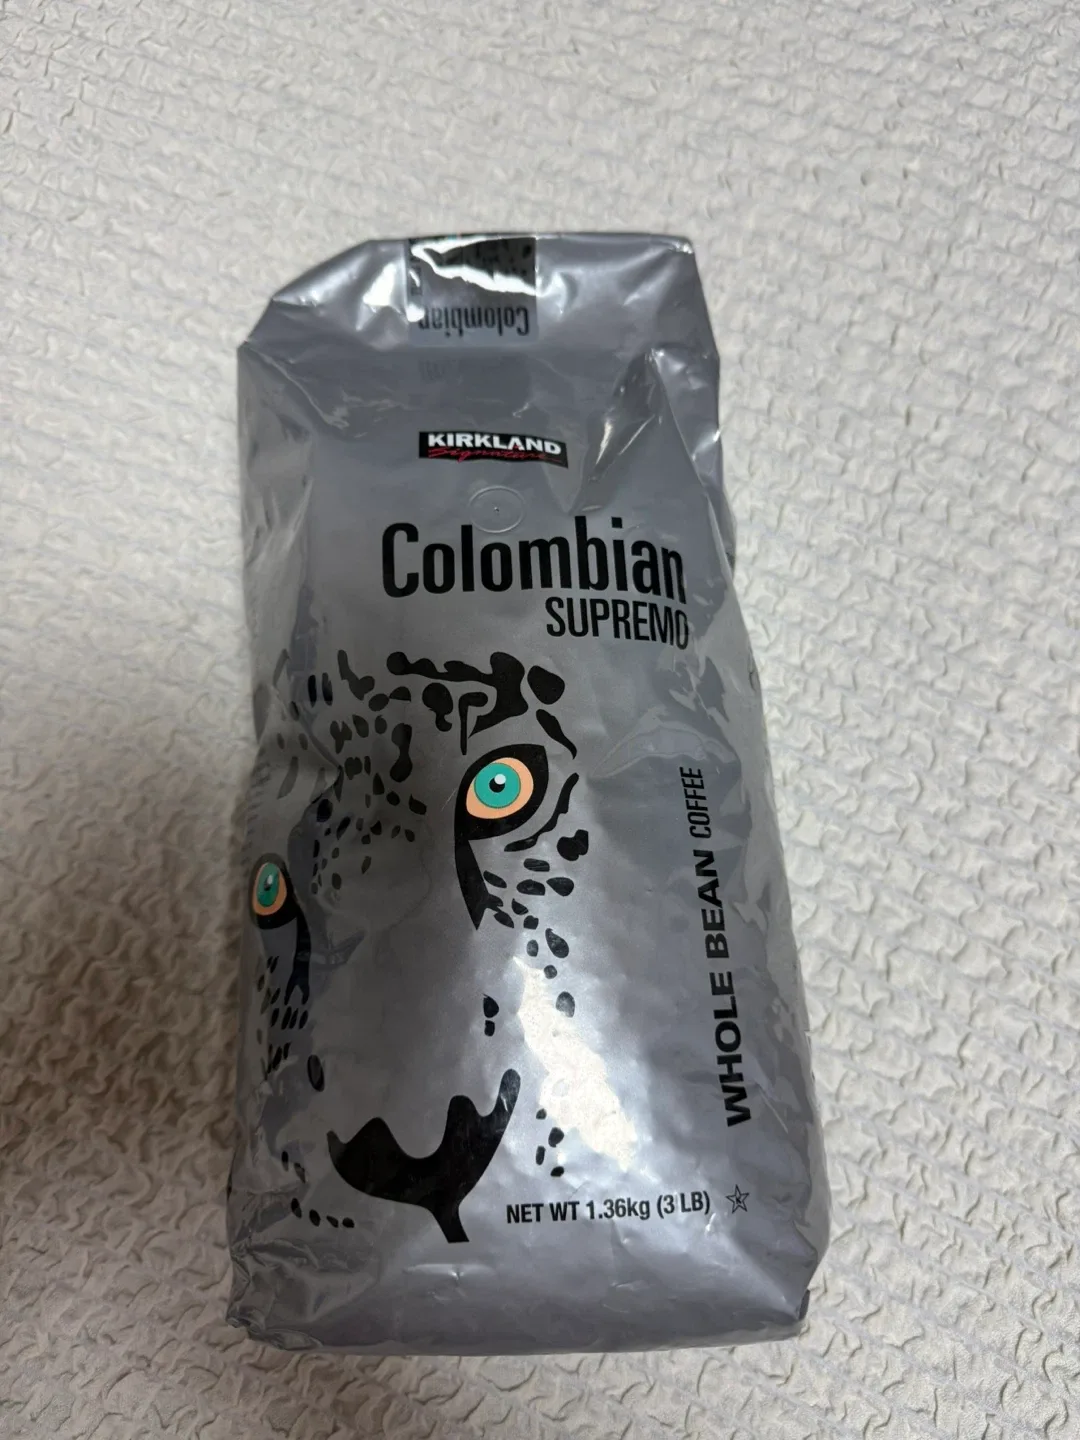 Colombian
KIRKLAND
Signature
Colombian
SUPREMO
WHOLE BEAN COFFEE
NET WT 1.36kg (3 LB)
K